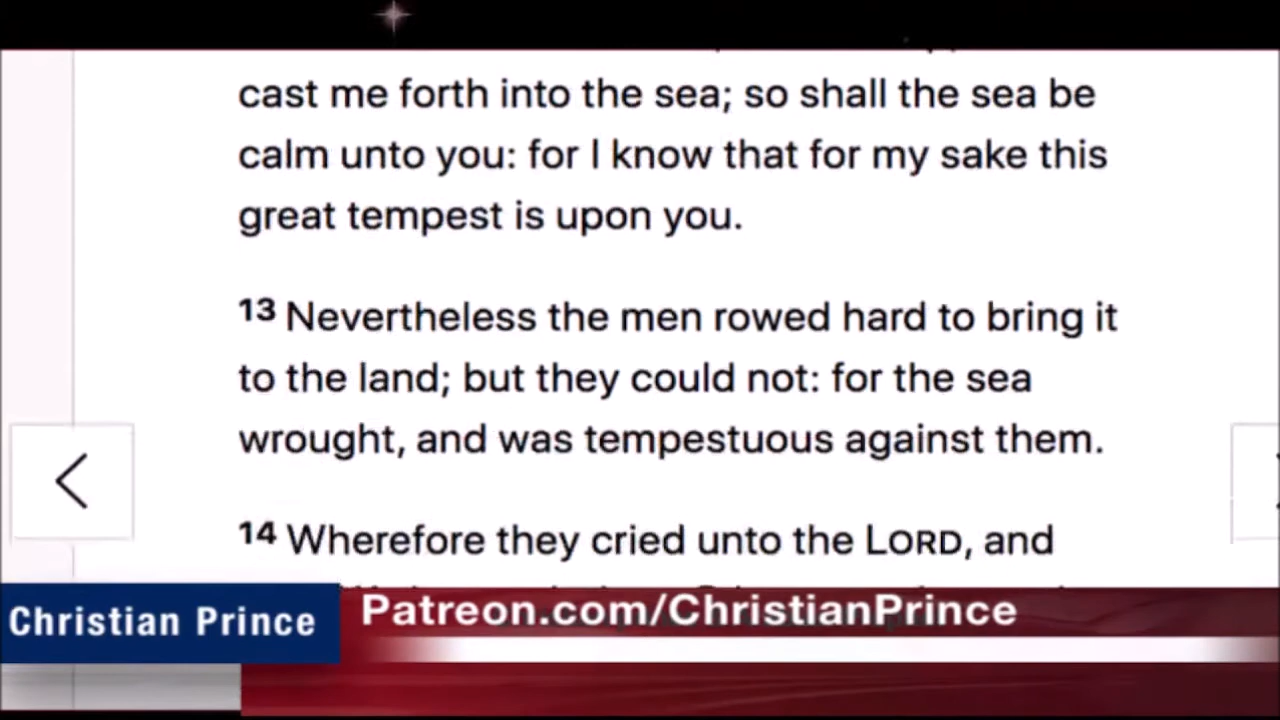 cast me forth into the sea; so shall the sea be
calm unto you: for I know that for my sake this
great tempest is upon you.
13 Nevertheless the men rowed hard to bring it
to the land; but they could not: for the sea
wrought, and was tempestuous against them.
14 Wherefore they cried unto the LORD, and
Christian Prince
Patreon.com/ChristianPrince